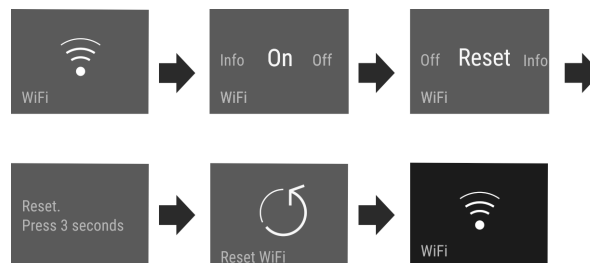 WiFi
Info On Off
WiFi
Off Reset Info
WiFi
Reset.
Press 3 seconds
Reset WiFi
WiFi